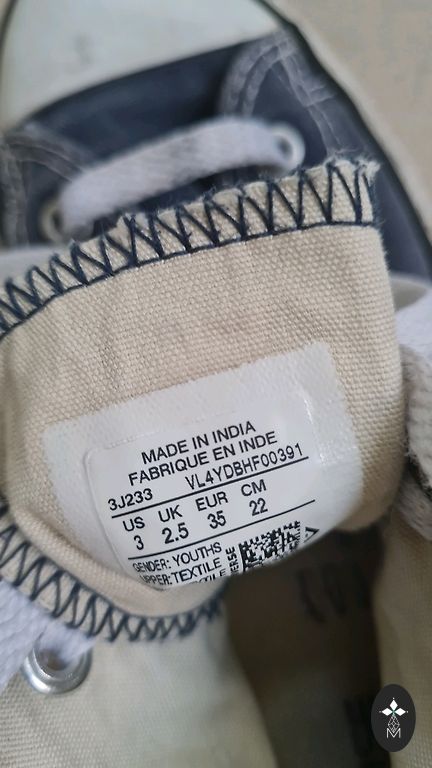 MADE IN INDIA
FABRIQUE EN INDE
3J233 VL4YDBHF00391
US UK EUR CM
3 2.5 35 22
GENDER: YOUTHS
UPPER: TEXTILE
M